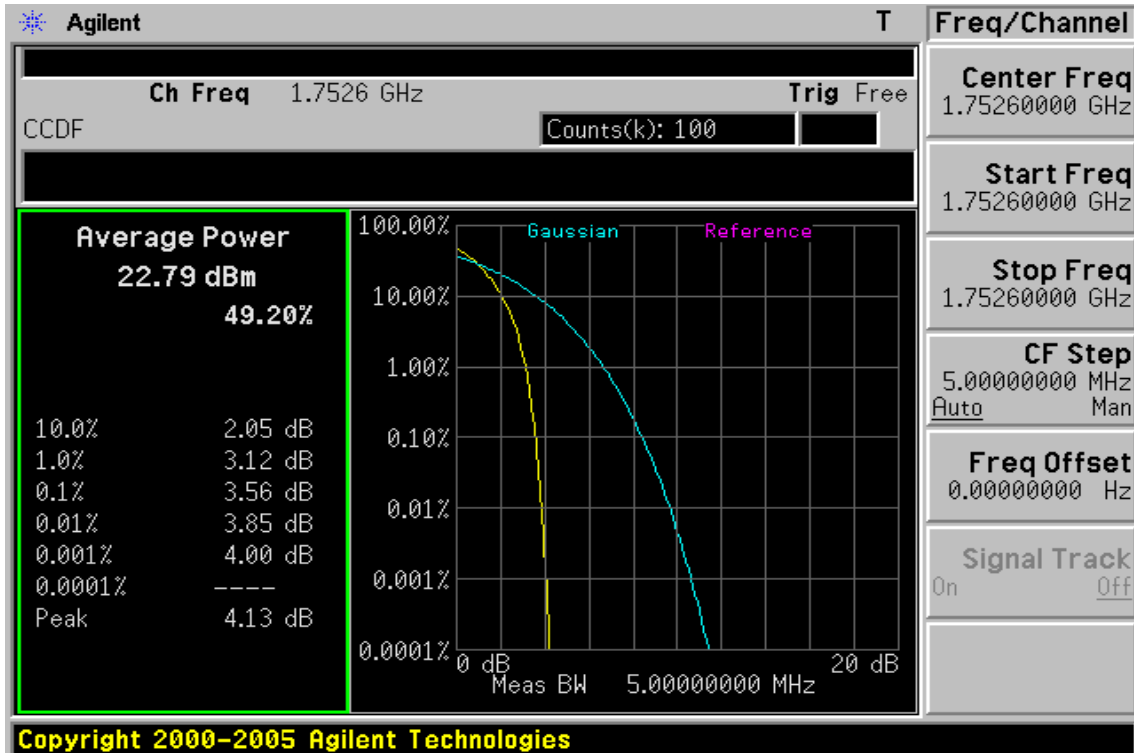 Agilent T
Freq/Channel
Ch Freq 1.7526 GHz Trig Free
CCDF Counts(k): 100
Average Power
22.79 dBm
49.20%
10.0% 2.05 dB
1.0% 3.12 dB
0.1% 3.56 dB
0.01% 3.85 dB
0.001% 4.00 dB
0.0001% ----
Peak 4.13 dB
Gaussian Reference
100.00%
10.00%
1.00%
0.10%
0.01%
0.001%
0.0001%
0 dB 20 dB
Meas BW 5.00000000 MHz
Center Freq
1.75260000 GHz
Start Freq
1.75260000 GHz
Stop Freq
1.75260000 GHz
CF Step
5.00000000 MHz
Auto Man
Freq Offset
0.00000000 Hz
Signal Track
On Off
Copyright 2000-2005 Agilent Technologies